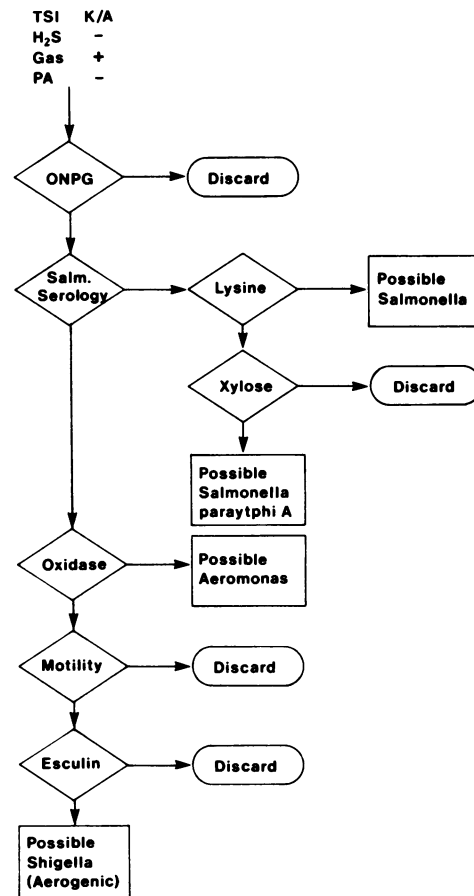 TSI K/A
H₂S -
Gas +
PA -
ONPG
Discard
Salm.
Serology
Lysine
Possible
Salmonella
Xylose
Discard
Possible
Salmonella
paraytphi A
Oxidase
Possible
Aeromonas
Motility
Discard
Esculin
Discard
Possible
Shigella
(Aerogenic)